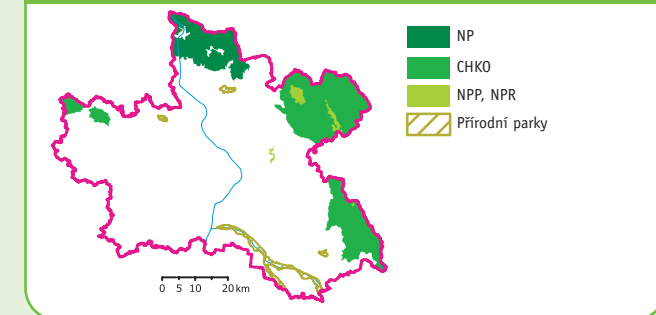 NP
CHKO
NPP, NPR
Přírodní parky
0 5 10 20 km